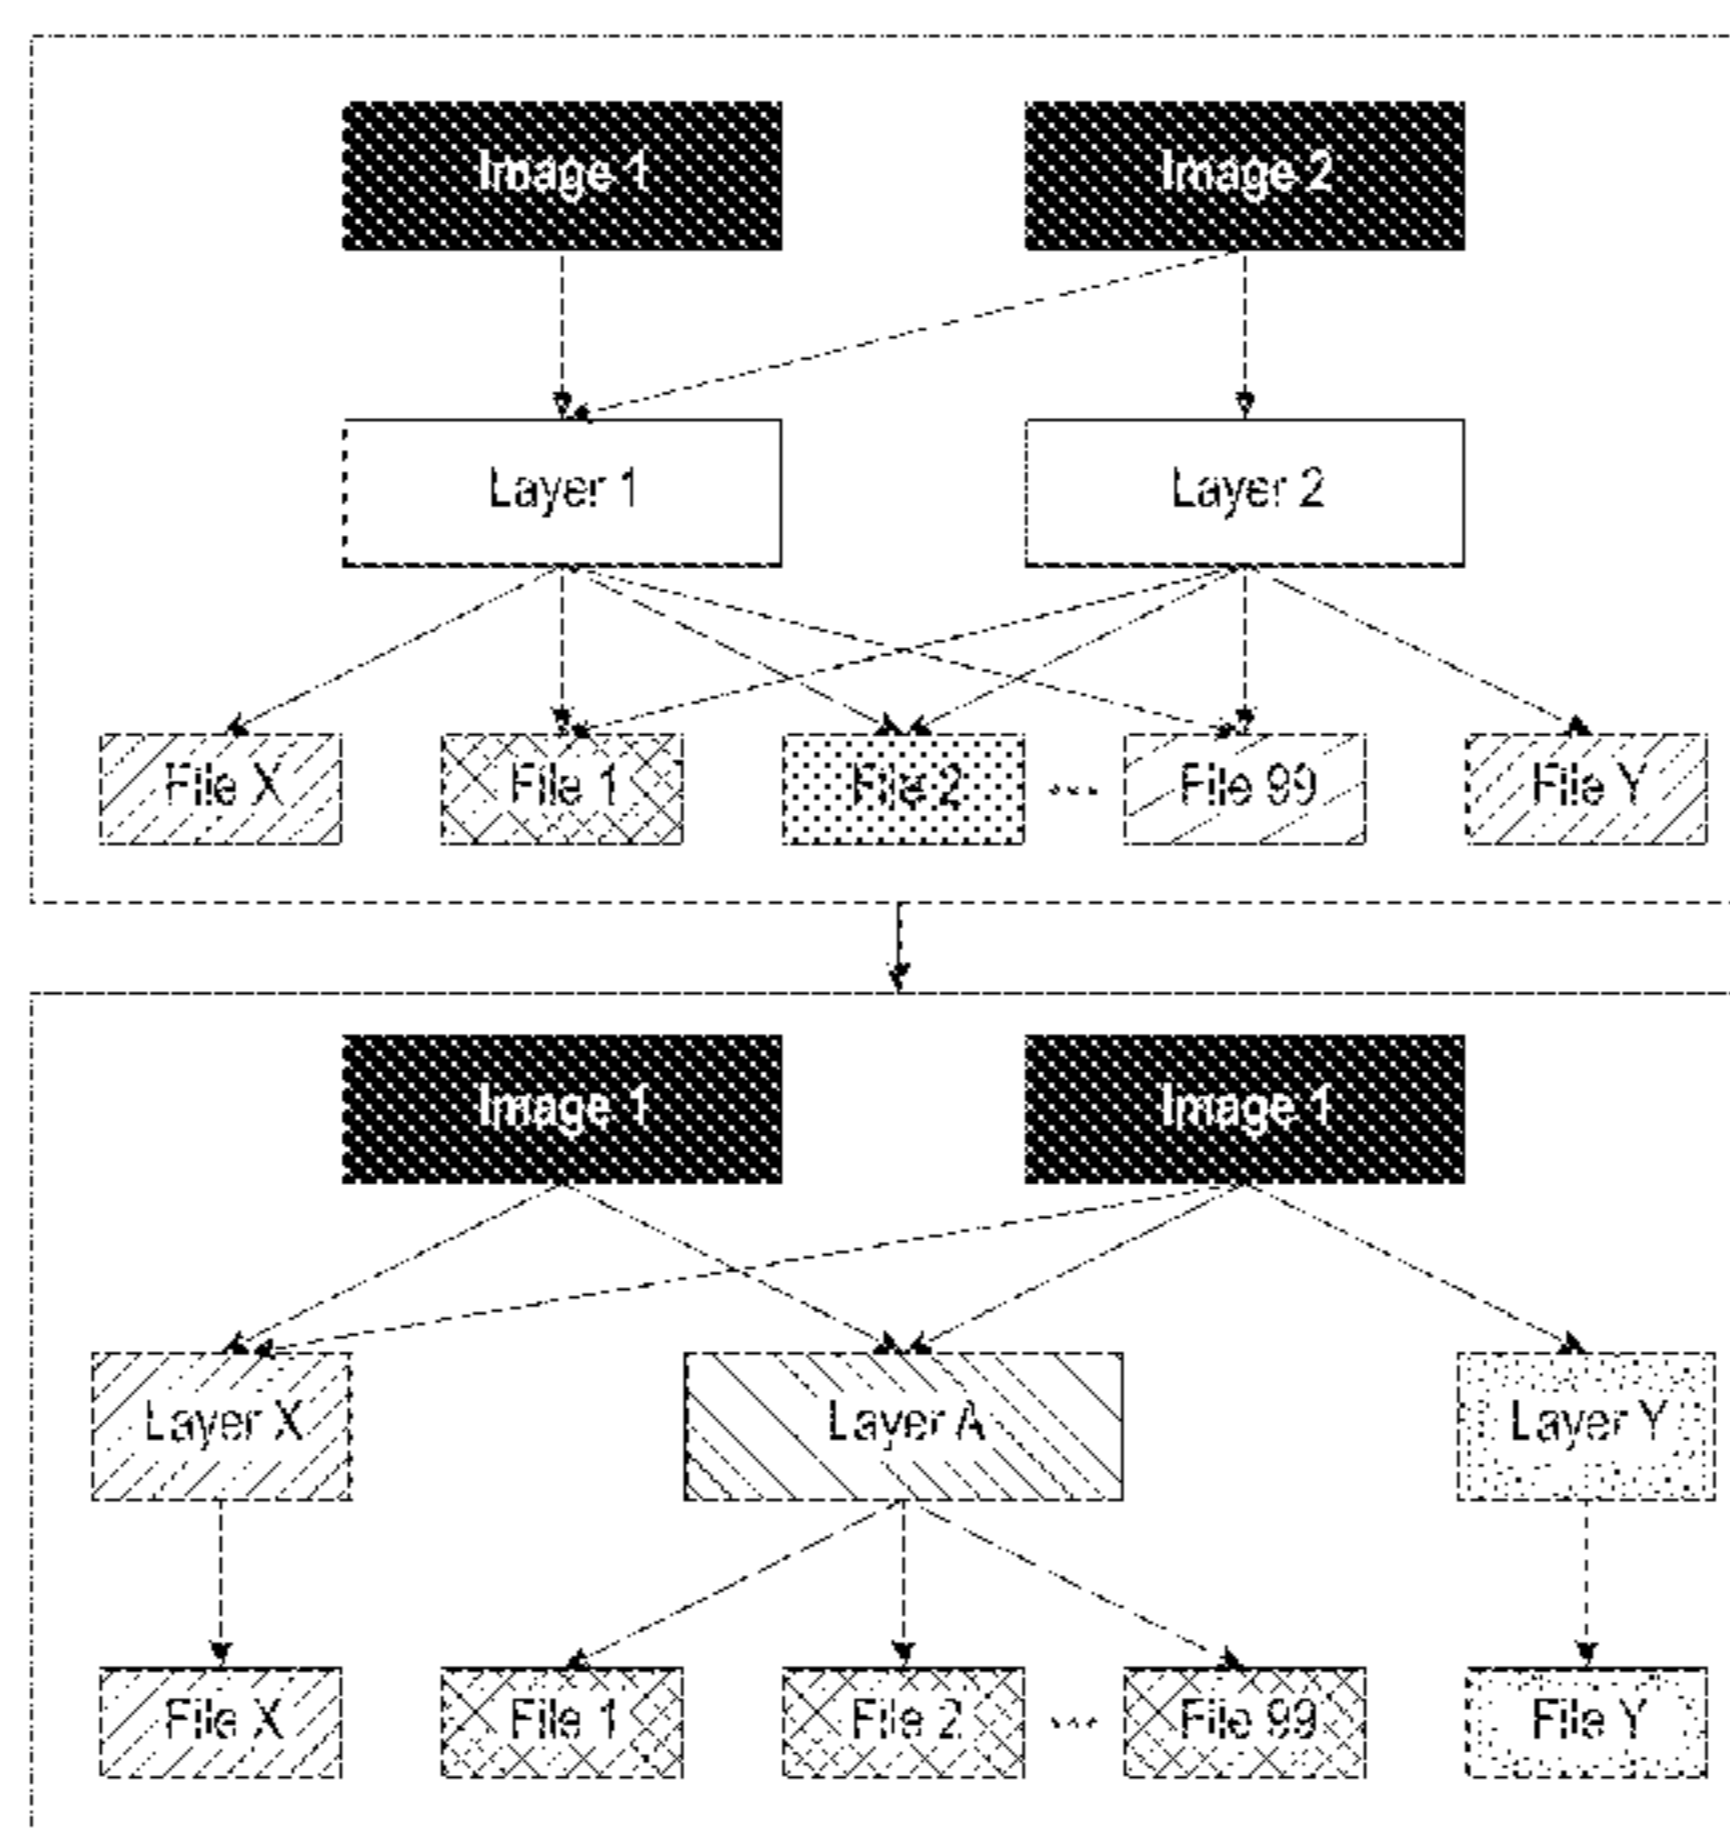 Image 1 Image 2
Layer 1 Layer 2
File X File 1 File 2 ... File 99 File Y
Image 1 Image 1
Layer X Layer A Layer Y
File X File 1 File 2 ... File 99 File Y